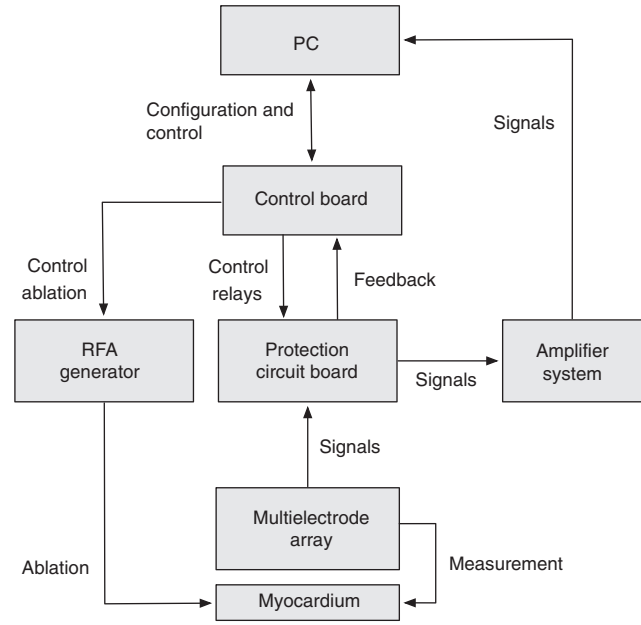 PC
Configuration and
control
Signals
Control board
Control
ablation
Control
relays
Feedback
RFA
generator
Protection
circuit board
Signals
Amplifier
system
Signals
Multielectrode
array
Ablation
Measurement
Myocardium